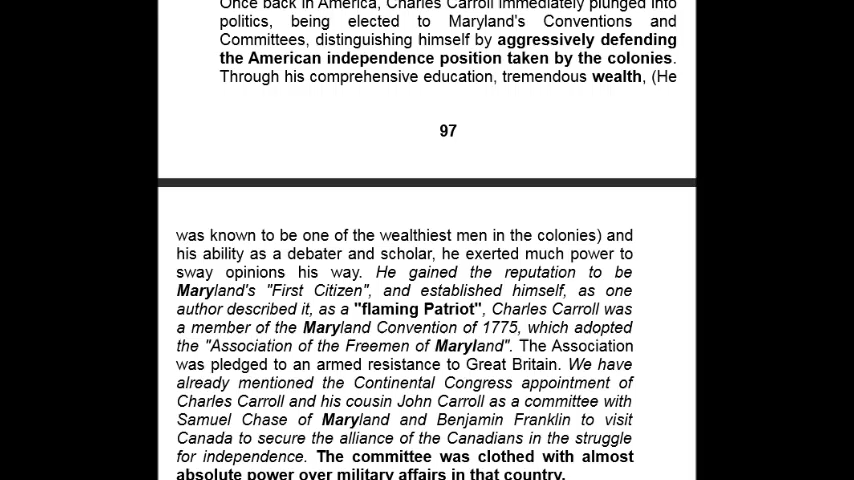 Once back in America, Charles Carroll immediately plunged into
politics, being elected to Maryland's Conventions and
Committees, distinguishing himself by aggressively defending
the American independence position taken by the colonies.
Through his comprehensive education, tremendous wealth, (He
97
was known to be one of the wealthiest men in the colonies) and
his ability as a debater and scholar, he exerted much power to
sway opinions his way. He gained the reputation to be
Maryland's "First Citizen", and established himself, as one
author described it, as a "flaming Patriot", Charles Carroll was
a member of the Maryland Convention of 1775, which adopted
the "Association of the Freemen of Maryland". The Association
was pledged to an armed resistance to Great Britain. We have
already mentioned the Continental Congress appointment of
Charles Carroll and his cousin John Carroll as a committee with
Samuel Chase of Maryland and Benjamin Franklin to visit
Canada to secure the alliance of the Canadians in the struggle
for independence. The committee was clothed with almost
absolute power over military affairs in that country.